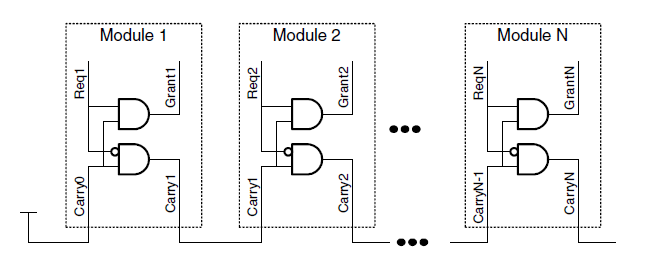 Module 1
Module 2
Module N
Req1
Grant1
Req2
Grant2
ReqN
GrantN
Carry0
Carry1
Carry1
Carry2
CarryN-1
CarryN